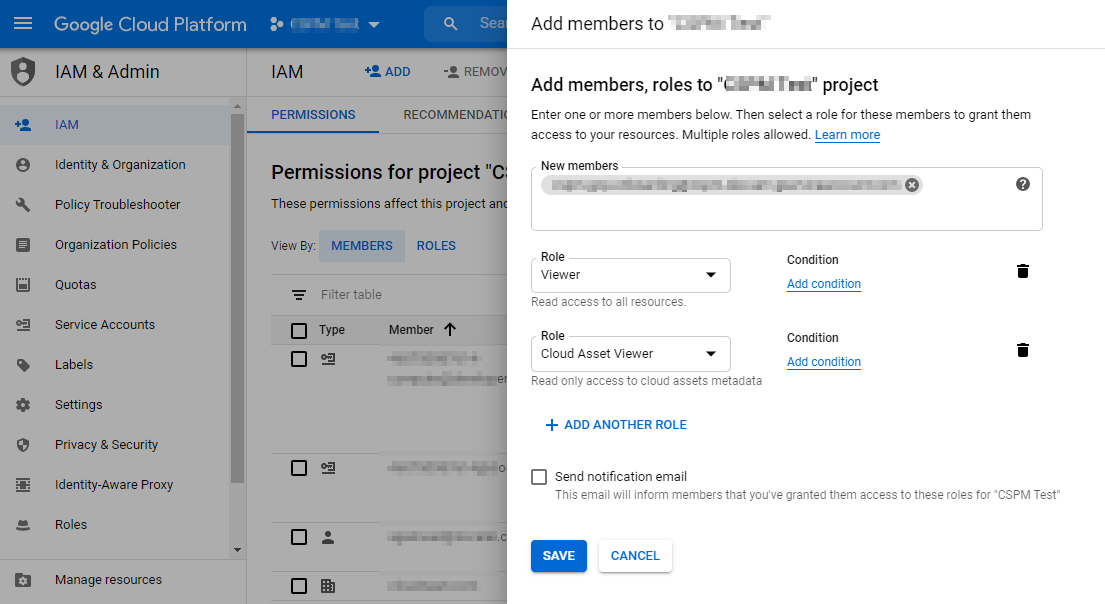 Google Cloud Platform
Sear
IAM & Admin
IAM
Identity & Organization
Policy Troubleshooter
Organization Policies
Quotas
Service Accounts
Labels
Settings
Privacy & Security
Identity-Aware Proxy
Roles
Manage resources
IAM
ADD
REMOV
PERMISSIONS
RECOMMENDATIO
Permissions for project "CS
These permissions affect this project and
View By:
MEMBERS
ROLES
Filter table
Type
Member
Add members to
Add members, roles to "CSPM Test" project
Enter one or more members below. Then select a role for these members to grant them
access to your resources. Multiple roles allowed. Learn more
New members
Role
Condition
Viewer
Add condition
Read access to all resources.
Role
Condition
Cloud Asset Viewer
Add condition
Read only access to cloud assets metadata
ADD ANOTHER ROLE
Send notification email
This email will inform members that you've granted them access to these roles for "CSPM Test"
SAVE
CANCEL